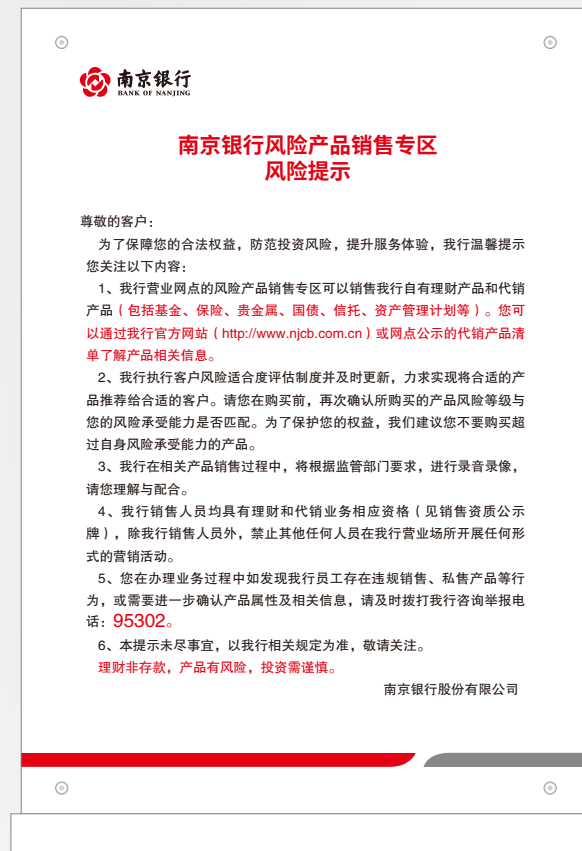 南京银行
BANK OF NANJING
南京银行风险产品销售专区
风险提示
尊敬的客户：
为了保障您的合法权益，防范投资风险，提升服务体验，我行温馨提示
您关注以下内容：
1、我行营业网点的风险产品销售专区可以销售我行自有理财产品和代销
产品（包括基金、保险、贵金属、国债、信托、资产管理计划等）。您可
以通过我行官方网站（http://www.njcb.com.cn）或网点公示的代销产品清
单了解产品相关信息。
2、我行执行客户风险适合度评估制度并及时更新，力求实现将合适的产
品推荐给合适的客户。请您在购买前，再次确认所购买的产品风险等级与
您的风险承受能力是否匹配。为了保护您的权益，我们建议您不要购买超
过自身风险承受能力的产品。
3、我行在相关产品销售过程中，将根据监管部门要求，进行录音录像，
请您理解与配合。
4、我行销售人员均具有理财和代销业务相应资格（见销售资质公示
牌），除我行销售人员外，禁止其他任何人员在我行营业场所开展任何形
式的营销活动。
5、您在办理业务过程中如发现我行员工存在违规销售、私售产品等行
为，或需要进一步确认产品属性及相关信息，请及时拨打我行咨询举报电
话：95302。
6、本提示未尽事宜，以我行相关规定为准，敬请关注。
理财非存款，产品有风险，投资需谨慎。
南京银行股份有限公司